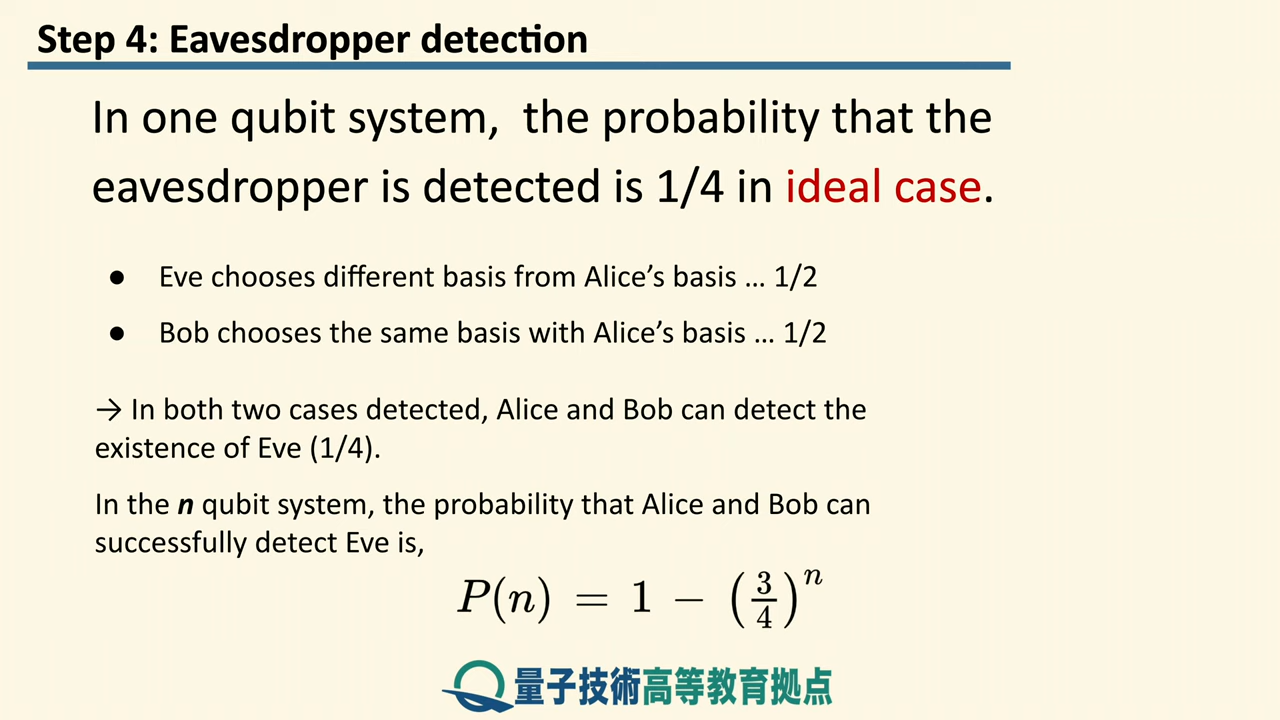 Step 4: Eavesdropper detection
In one qubit system,  the probability that the
eavesdropper is detected is 1/4 in ideal case.
● Eve chooses different basis from Alice’s basis … 1/2
● Bob chooses the same basis with Alice’s basis … 1/2
→ In both two cases detected, Alice and Bob can detect the
existence of Eve (1/4).
In the n qubit system, the probability that Alice and Bob can
successfully detect Eve is,
P(n) = 1 − (3/4)^n
量子技術高等教育拠点